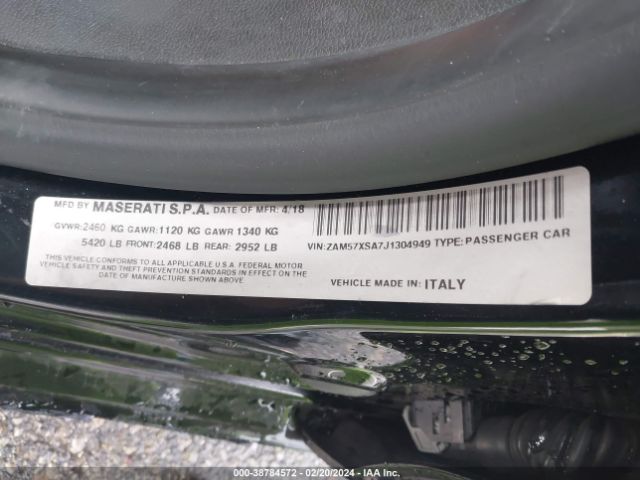 MFD BY MASERATI S.P.A. DATE OF MFR: 4/18
GVWR:2460 KG GAWR:1120 KG GAWR 1340 KG
5420 LB FRONT:2468 LB REAR: 2952 LB
THIS VEHICLE CONFORMS TO ALL APPLICABLE U.S.A. FEDERAL MOTOR
VEHICLE SAFETY AND THEFT PREVENTION STANDARDS IN EFFECT ON THE
DATE OF MANUFACTURE SHOWN ABOVE
VIN:ZAM57XSA7J1304949 TYPE:PASSENGER CAR
VEHICLE MADE IN: ITALY
000-38784572 - 02/20/2024 - IAA Inc.